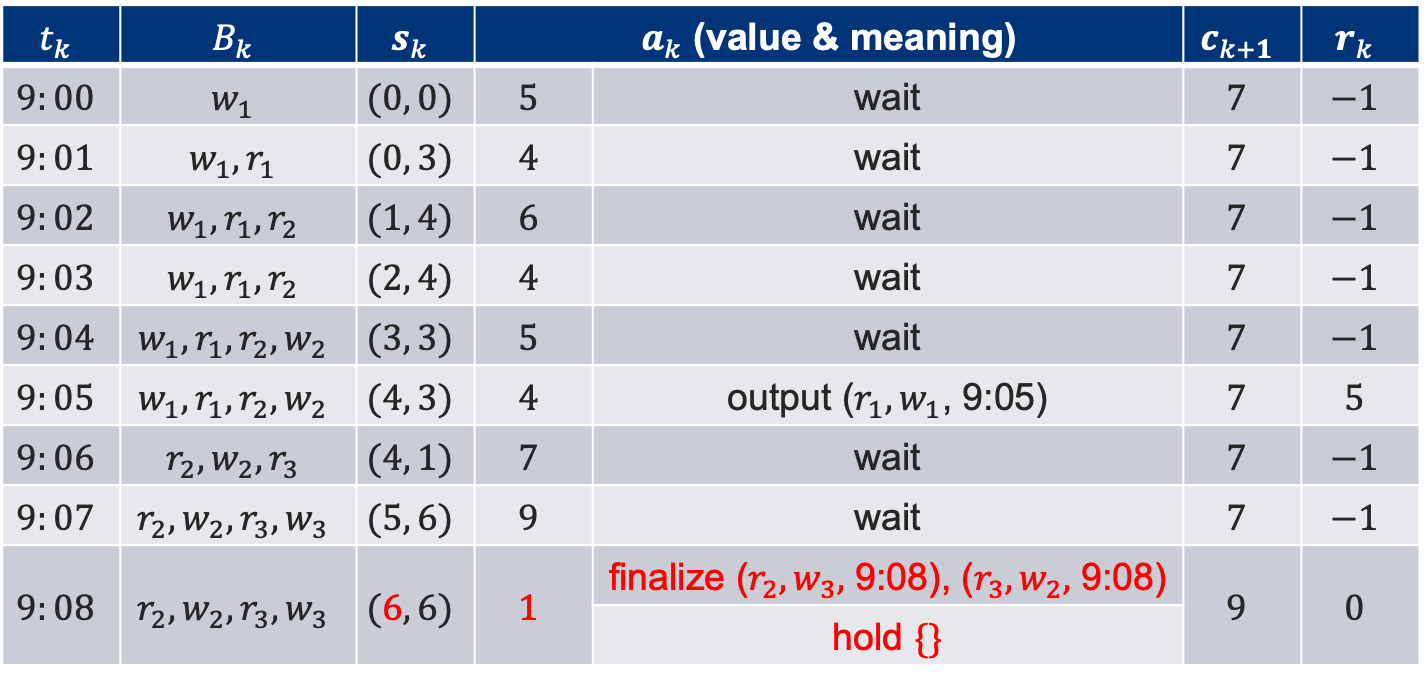 t_k B_k s_k a_k (value & meaning) c_{k+1} r_k
9:00 w_1 (0,0) 5 wait 7 −1
9:01 w_1, r_1 (0,3) 4 wait 7 −1
9:02 w_1, r_1, r_2 (1,4) 6 wait 7 −1
9:03 w_1, r_1, r_2 (2,4) 4 wait 7 −1
9:04 w_1, r_1, r_2, w_2 (3,3) 5 wait 7 −1
9:05 w_1, r_1, r_2, w_2 (4,3) 4 output (r_1, w_1, 9:05) 7 5
9:06 r_2, w_2, r_3 (4,1) 7 wait 7 −1
9:07 r_2, w_2, r_3, w_3 (5,6) 9 wait 7 −1
finalize (r_2, w_3, 9:08), (r_3, w_2, 9:08)
9:08 r_2, w_2, r_3, w_3 (6,6) 1 9 0
hold {}